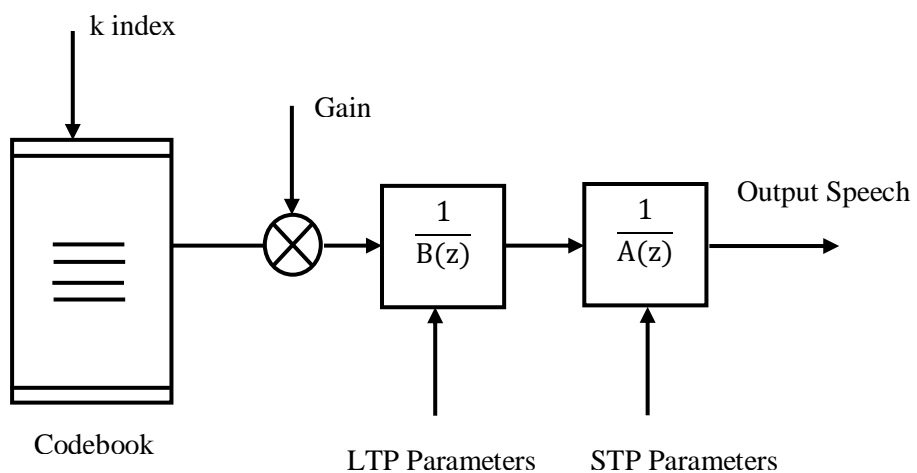 k index
Gain
Output Speech
1
B(z)
1
A(z)
Codebook
LTP Parameters
STP Parameters